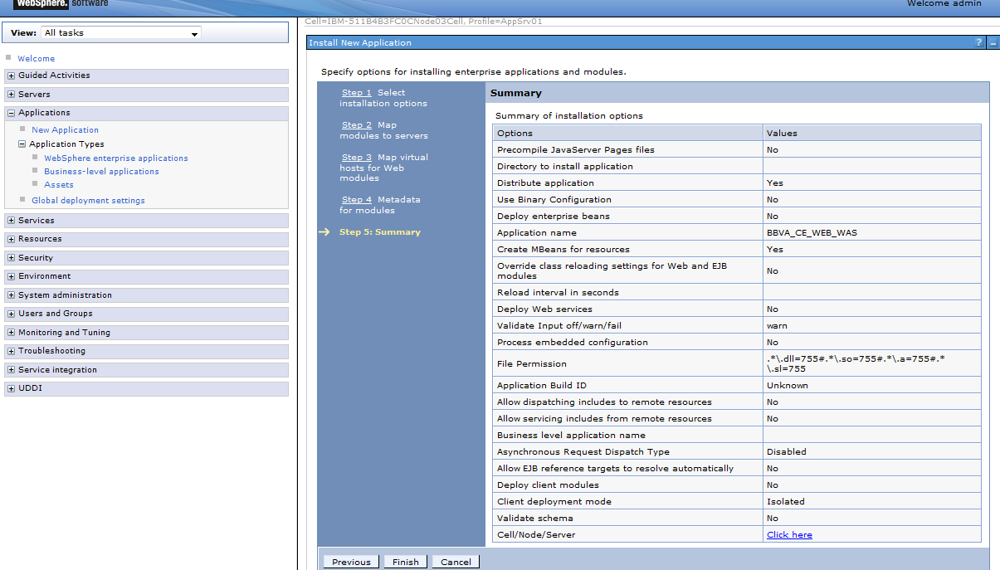 WebSphere. software
Welcome admin
View: All tasks
Welcome
Guided Activities
Servers
Applications
New Application
Application Types
WebSphere enterprise applications
Business-level applications
Assets
Global deployment settings
Services
Resources
Security
Environment
System administration
Users and Groups
Monitoring and Tuning
Troubleshooting
Service integration
UDDI
Cell=IBM-511B4B3FC0CNode03Cell, Profile=AppSrv01
Install New Application ? _
Specify options for installing enterprise applications and modules.
Step 1 Select
installation options
Step 2 Map
modules to servers
Step 3 Map virtual
hosts for Web
modules
Step 4 Metadata
for modules
Step 5: Summary
Summary
Summary of installation options
Options Values
Precompile JavaServer Pages files No
Directory to install application
Distribute application Yes
Use Binary Configuration No
Deploy enterprise beans No
Application name BBVA_CE_WEB_WAS
Create MBeans for resources Yes
Override class reloading settings for Web and EJB
modules No
Reload interval in seconds
Deploy Web services No
Validate Input off/warn/fail warn
Process embedded configuration No
File Permission .*\.dll=755#.*\.so=755#.*\.a=755#.*
\.sl=755
Application Build ID Unknown
Allow dispatching includes to remote resources No
Allow servicing includes from remote resources No
Business level application name
Asynchronous Request Dispatch Type Disabled
Allow EJB reference targets to resolve automatically No
Deploy client modules No
Client deployment mode Isolated
Validate schema No
Cell/Node/Server Click here
Previous Finish Cancel